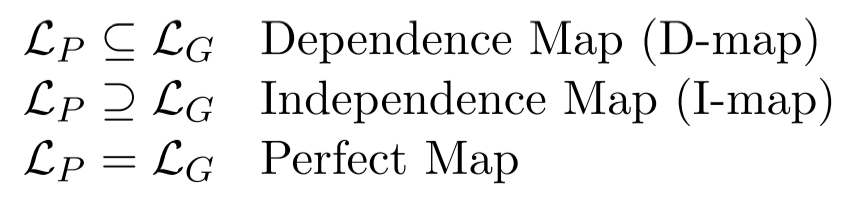 ℒ_P ⊆ ℒ_G Dependence Map (D-map)
ℒ_P ⊇ ℒ_G Independence Map (I-map)
ℒ_P = ℒ_G Perfect Map